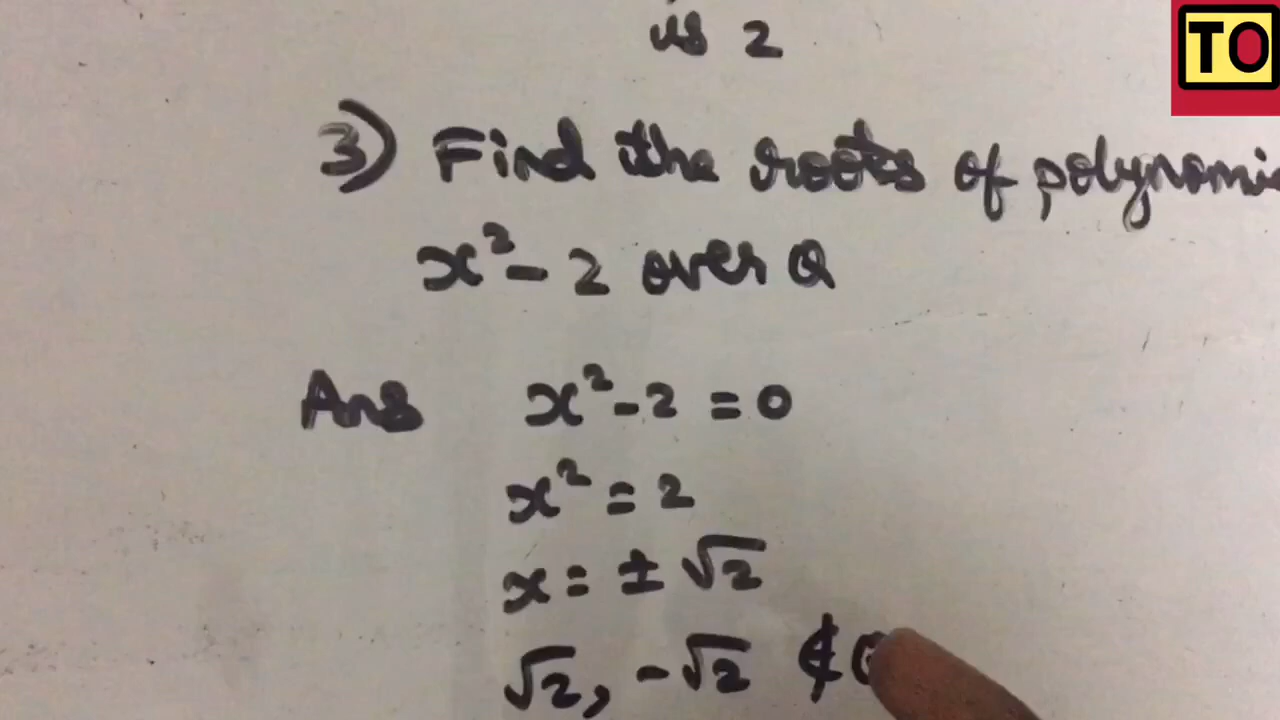 is 2
TO
3) Find the roots of polynomi
x² - 2 over Q
Ans x² - 2 = 0
x² = 2
x = ± √2
√2, -√2 ∉